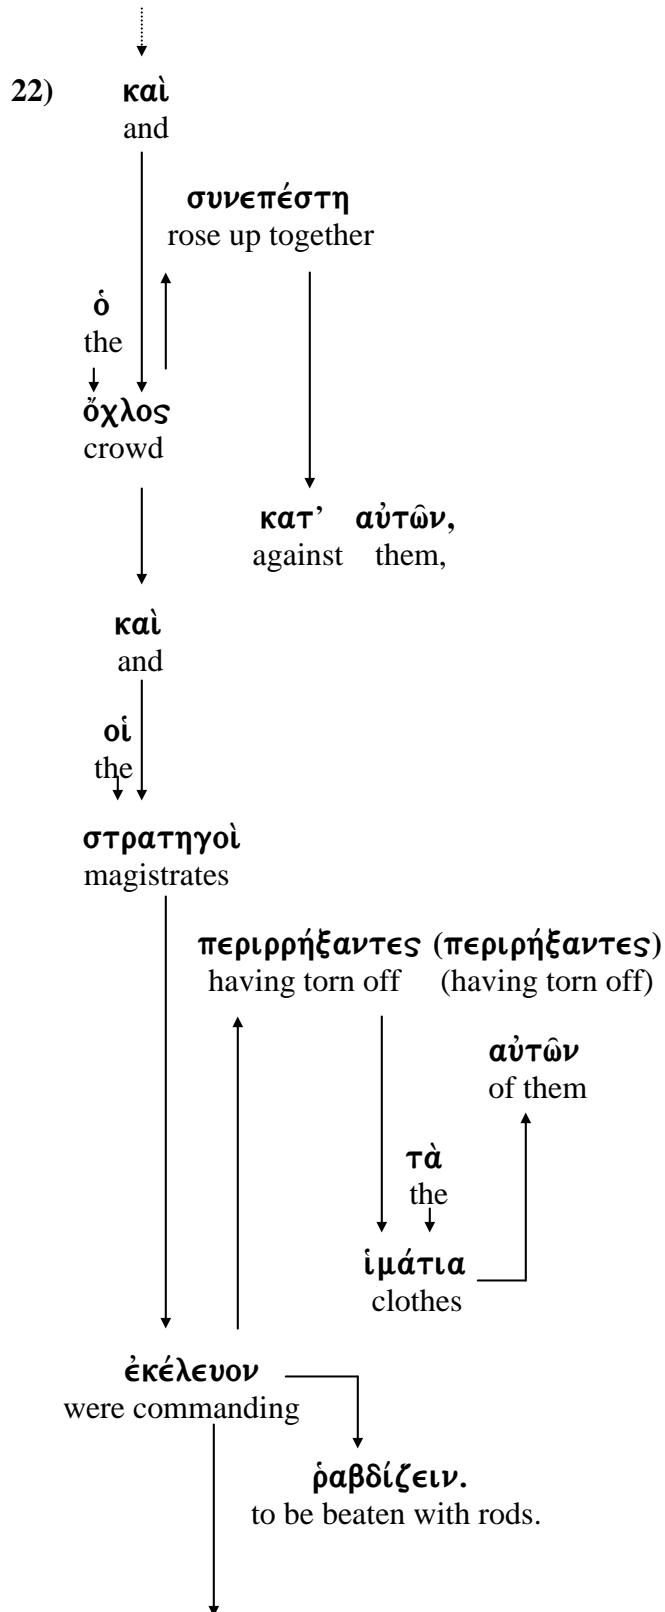 22) καὶ
and
συνεπέστη
rose up together
ὁ
the
ὄχλος
crowd
κατ’ αὐτῶν,
against them,
καὶ
and
οἱ
the
στρατηγοὶ
magistrates
περιρρήξαντες (περιρήξαντες)
having torn off (having torn off)
αὐτῶν
of them
τὰ
the
ἱμάτια
clothes
ἐκέλευον
were commanding
ῥαβδίζειν.
to be beaten with rods.